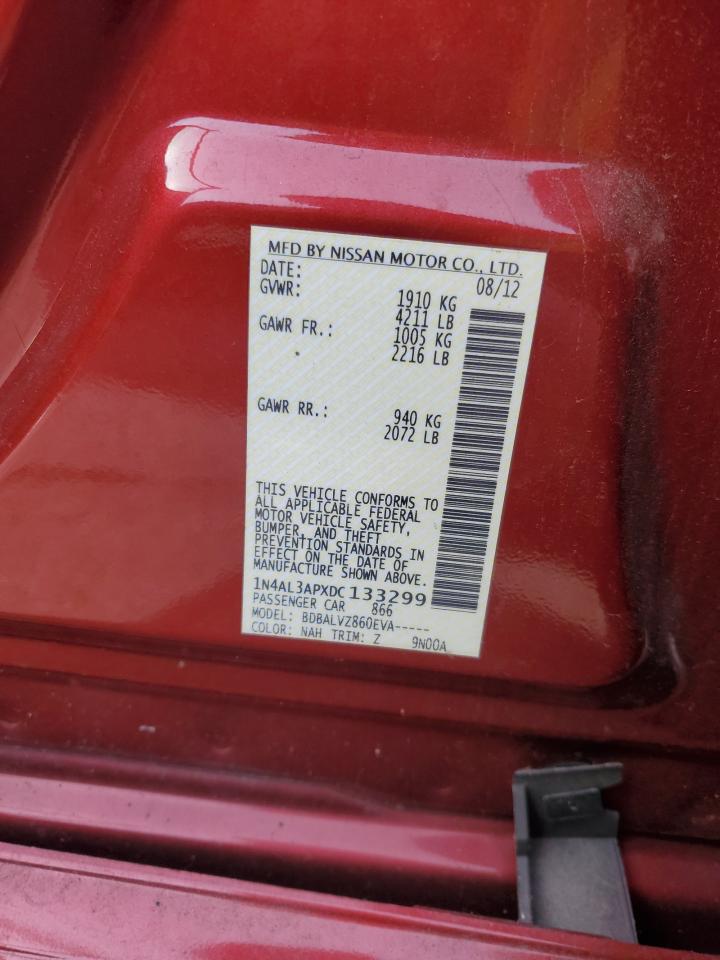 MFD BY NISSAN MOTOR CO., LTD.
DATE: 08/12
GVWR: 1910 KG
4211 LB
GAWR FR.: 1005 KG
2216 LB
GAWR RR.: 940 KG
2072 LB
THIS VEHICLE CONFORMS TO
ALL APPLICABLE FEDERAL
MOTOR VEHICLE SAFETY,
BUMPER, AND THEFT
PREVENTION STANDARDS IN
EFFECT ON THE DATE OF
MANUFACTURE SHOWN ABOVE.
1N4AL3APXDC133299
PASSENGER CAR 866
MODEL: BDBALVZ860EVA-----
COLOR: NAH TRIM: Z 9N00A